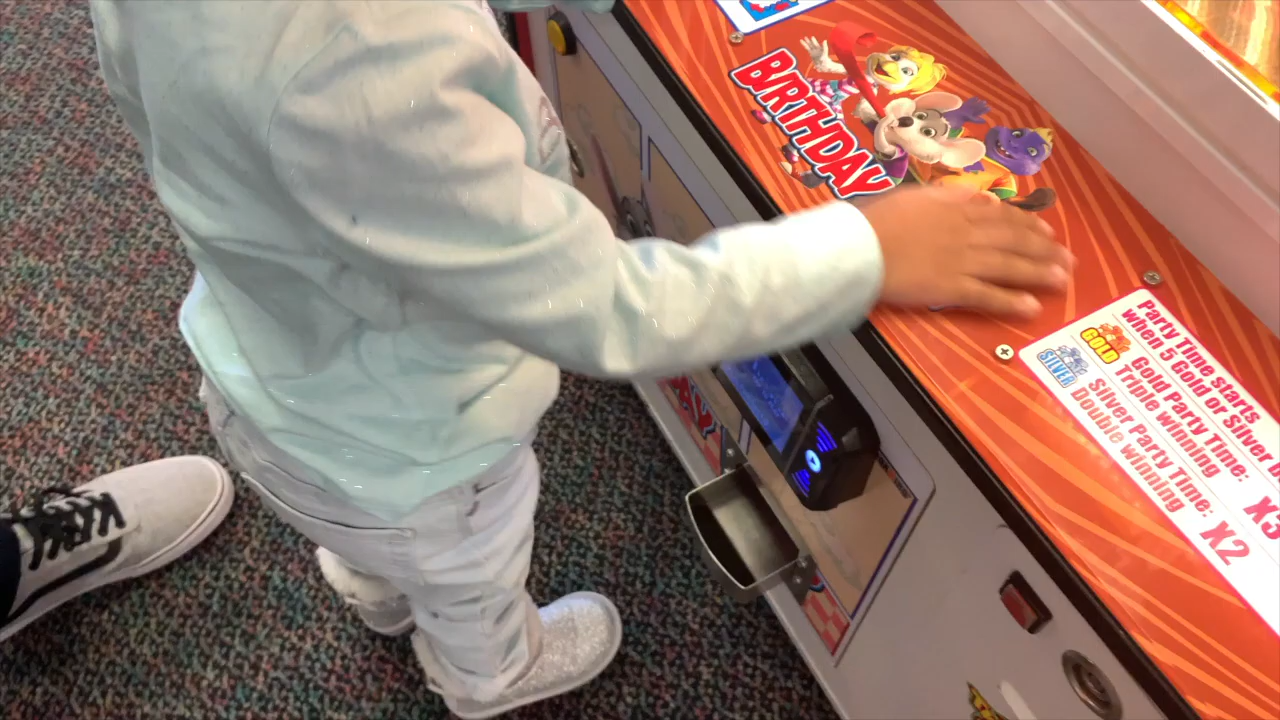 BIRTHDAY
GOLD
SILVER
Party Time starts
when 5 Gold or Silver
Gold Party Time:
Triple winning X3
Silver Party Time:
Double winning X2